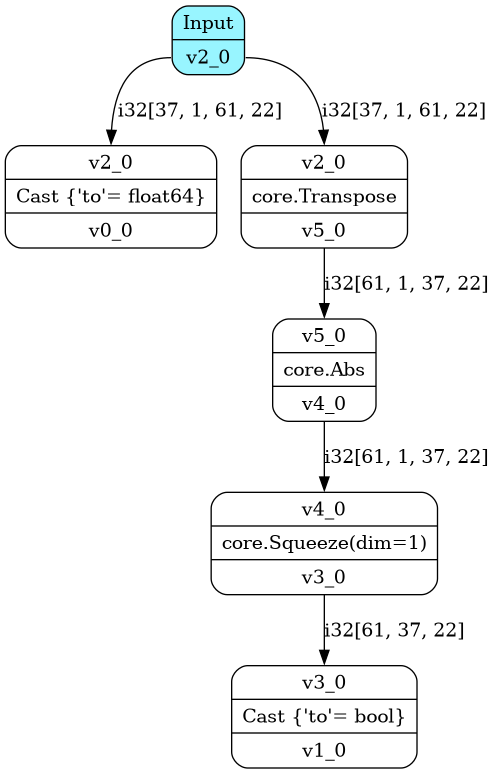 Input
v2_0
i32[37, 1, 61, 22]
i32[37, 1, 61, 22]
v2_0
Cast {'to'= float64}
v0_0
v2_0
core.Transpose
v5_0
i32[61, 1, 37, 22]
v5_0
core.Abs
v4_0
i32[61, 1, 37, 22]
v4_0
core.Squeeze(dim=1)
v3_0
i32[61, 37, 22]
v3_0
Cast {'to'= bool}
v1_0